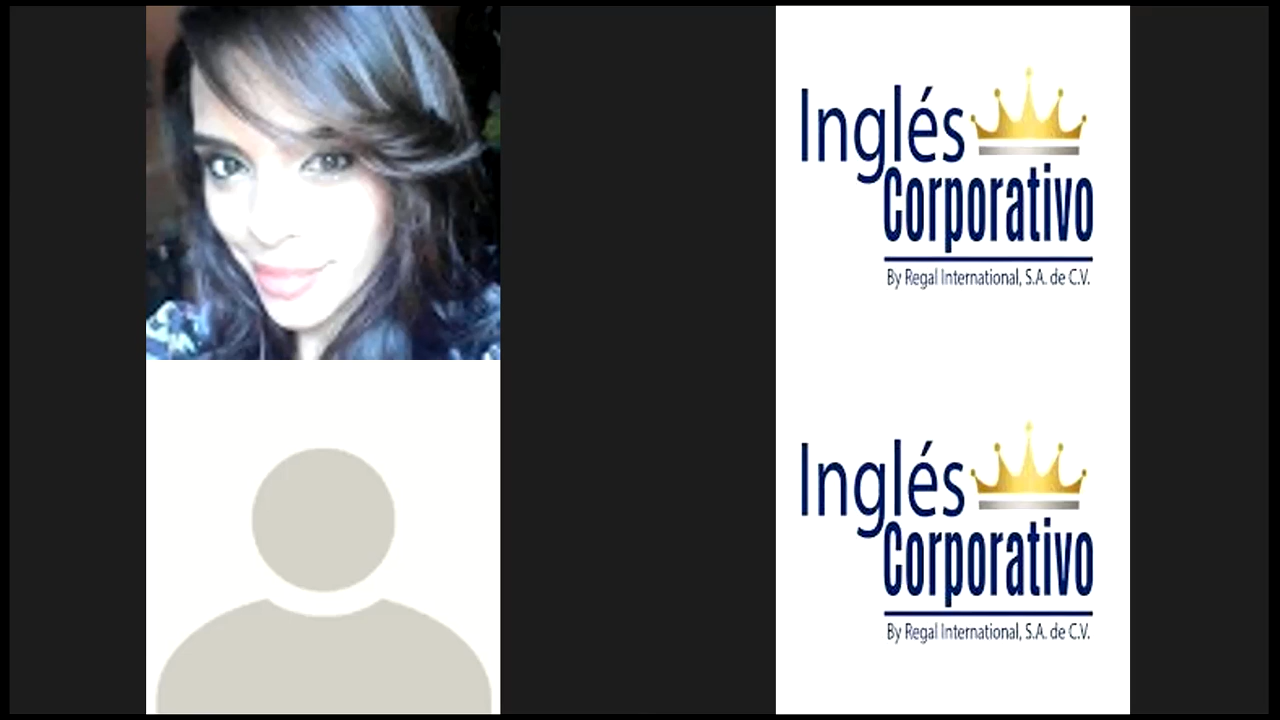 Inglés
Corporativo
By Regal International, S.A. de C.V.
Inglés
Corporativo
By Regal International, S.A. de C.V.